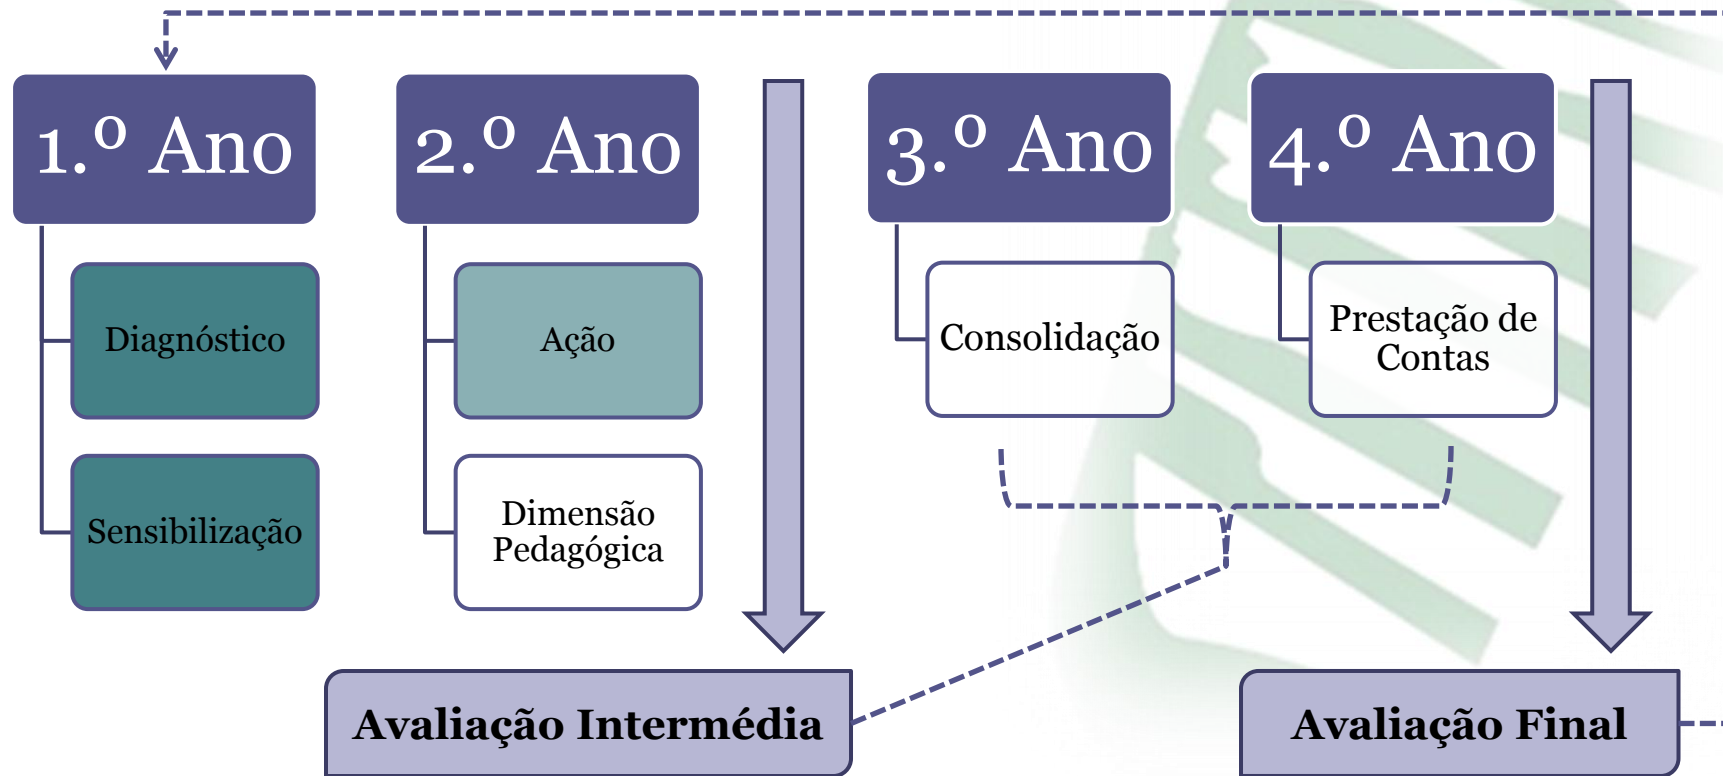 1.º Ano
2.º Ano
3.º Ano
4.º Ano
Diagnóstico
Ação
Consolidação
Prestação de
Contas
Sensibilização
Dimensão
Pedagógica
Avaliação Intermédia
Avaliação Final